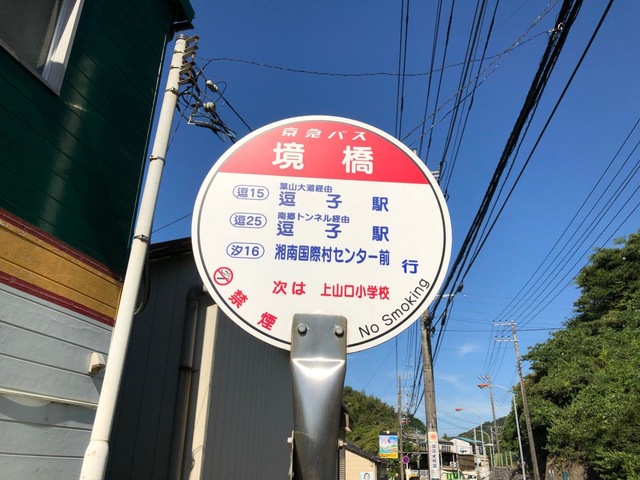 京急バス
境橋
逗15 葉山大道経由 逗子駅
逗25 南郷トンネル経由 逗子駅
汐16 湘南国際村センター前 行
次は 上山口小学校
禁煙
No Smoking